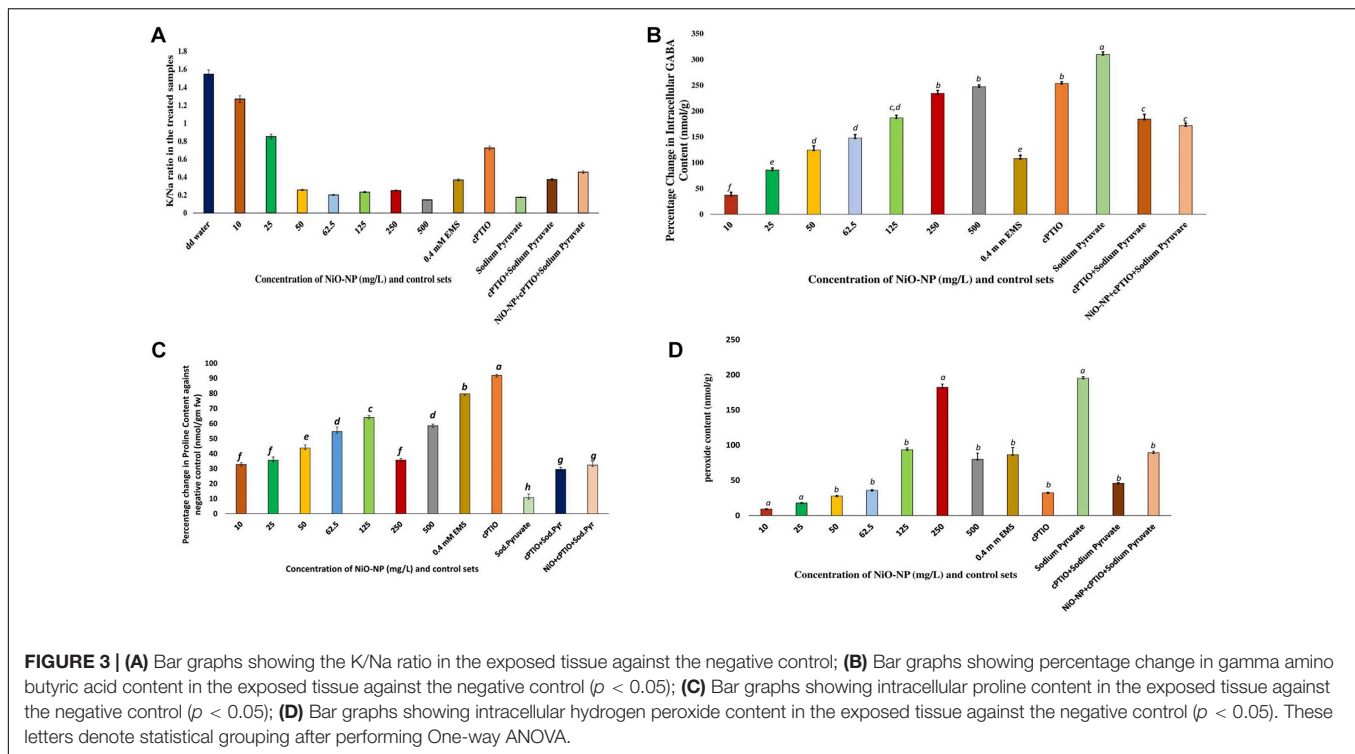 A
K/Na ratio in the treated samples
1.8
1.6
1.4
1.2
1
0.8
0.6
0.4
0.2
0
dd water
10
25
50
62.5
125
250
500
0.4 mM EMS
cPTIO
Sodium Pyruvate
cPTIO+Sodium Pyruvate
NiO-NP+cPTIO+Sodium Pyruvate
Concentration of NiO-NP (mg/L) and control sets
B
Percentage Change in Intracellular GABA
Content (nmol/g)
350
300
250
200
150
100
50
0
f
e
d
d
c,d
b
b
e
b
a
c
c
10
25
50
62.5
125
250
500
0.4 m m EMS
cPTIO
Sodium Pyruvate
cPTIO+Sodium Pyruvate
NiO-NP+cPTIO+Sodium Pyruvare
Concentration of NiO-NP (mg/L) and control sets
C
Percentage change in Proline Content against
negative control (nmol/gm fw)
100
90
80
70
60
50
40
30
20
10
0
f
f
e
d
c
f
d
b
a
h
g
g
10
25
50
62.5
125
250
500
0.4 mM EMS
cPTIO
Sod.Pyruvate
cPTIO+Sod.Pyr
NiO+cPTIO+Sod.Pyr
Concentration of NiO-NP (mg/L) and control sets
D
peroxide content (nmol/g)
250
200
150
100
50
0
a
a
b
b
b
a
b
b
b
a
b
b
10
25
50
62.5
125
250
500
0.4 m m EMS
cPTIO
Sodium Pyruvate
cPTIO+Sodium Pyruvate
NiO-NP+cPTIO+Sodium Pyruvate
Concentration of NiO-NP (mg/L) and control sets
FIGURE 3 | (A) Bar graphs showing the K/Na ratio in the exposed tissue against the negative control; (B) Bar graphs showing percentage change in gamma amino
butyric acid content in the exposed tissue against the negative control (p < 0.05); (C) Bar graphs showing intracellular proline content in the exposed tissue against
the negative control (p < 0.05); (D) Bar graphs showing intracellular hydrogen peroxide content in the exposed tissue against the negative control (p < 0.05). These
letters denote statistical grouping after performing One-way ANOVA.